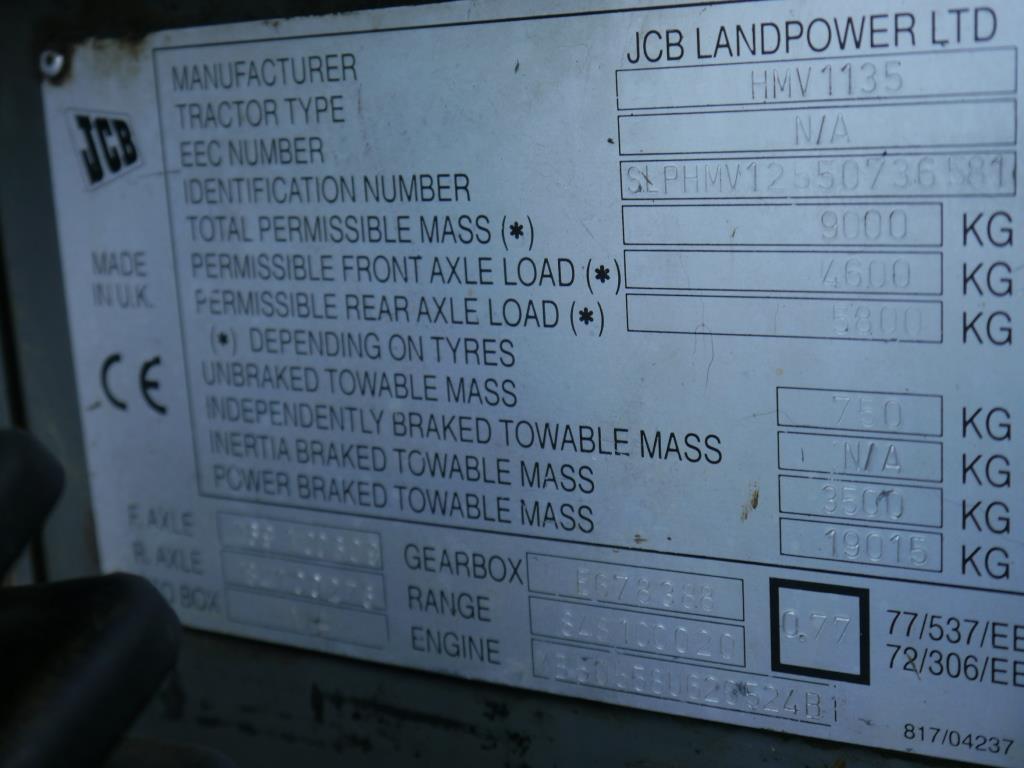 MANUFACTURER JCB LANDPOWER LTD
TRACTOR TYPE HMV1135
EEC NUMBER N/A
IDENTIFICATION NUMBER
TOTAL PERMISSIBLE MASS (*) 9000 KG
PERMISSIBLE FRONT AXLE LOAD (*) 4600 KG
PERMISSIBLE REAR AXLE LOAD (*) 5800 KG
(*) DEPENDING ON TYRES
UNBRAKED TOWABLE MASS 750 KG
INDEPENDENTLY BRAKED TOWABLE MASS N/A KG
INERTIA BRAKED TOWABLE MASS 3500 KG
POWER BRAKED TOWABLE MASS 19015 KG
JCB
MADE
IN U.K.
CE
F. AXLE
R. AXLE
BOX
GEARBOX
RANGE
ENGINE
0.77
77/537/EE
72/306/EE
817/04237